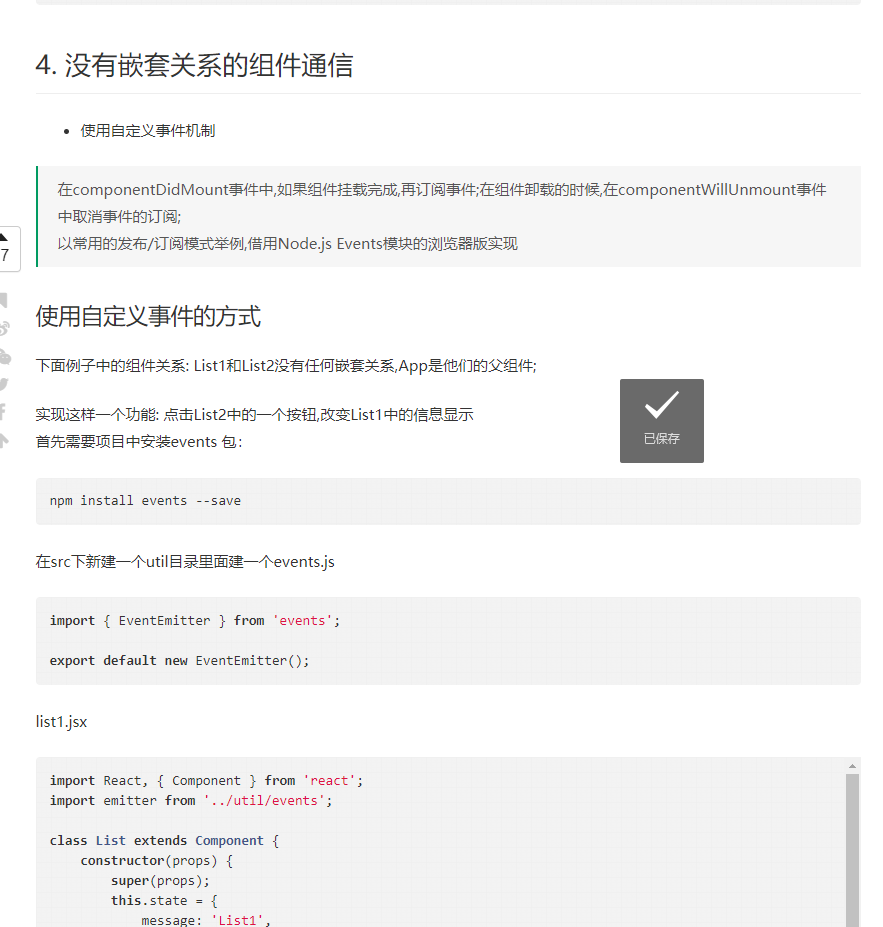 4. 没有嵌套关系的组件通信
使用自定义事件机制
在componentDidMount事件中,如果组件挂载完成,再订阅事件;在组件卸载的时候,在componentWillUnmount事件
中取消事件的订阅;
以常用的发布/订阅模式举例,借用Node.js Events模块的浏览器版实现
7
使用自定义事件的方式
下面例子中的组件关系: List1和List2没有任何嵌套关系,App是他们的父组件;
实现这样一个功能: 点击List2中的一个按钮,改变List1中的信息显示
首先需要项目中安装events 包:
已保存
npm install events --save
在src下新建一个util目录里面建一个events.js
import { EventEmitter } from 'events';
export default new EventEmitter();
list1.jsx
import React, { Component } from 'react';
import emitter from '../util/events';
class List extends Component {
constructor(props) {
super(props);
this.state = {
message: 'List1',